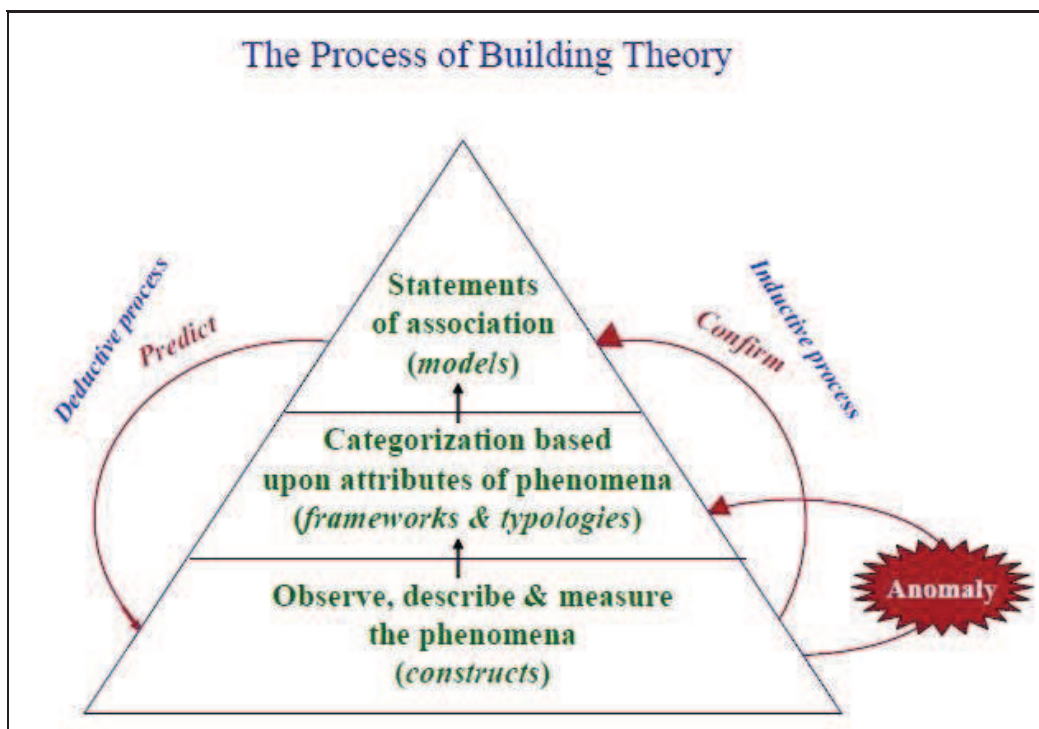 The Process of Building Theory
Deductive process
Predict
Statements
of association
(models)
Confirm
Inductive process
Categorization based
upon attributes of phenomena
(frameworks & typologies)
Anomaly
Observe, describe & measure
the phenomena
(constructs)